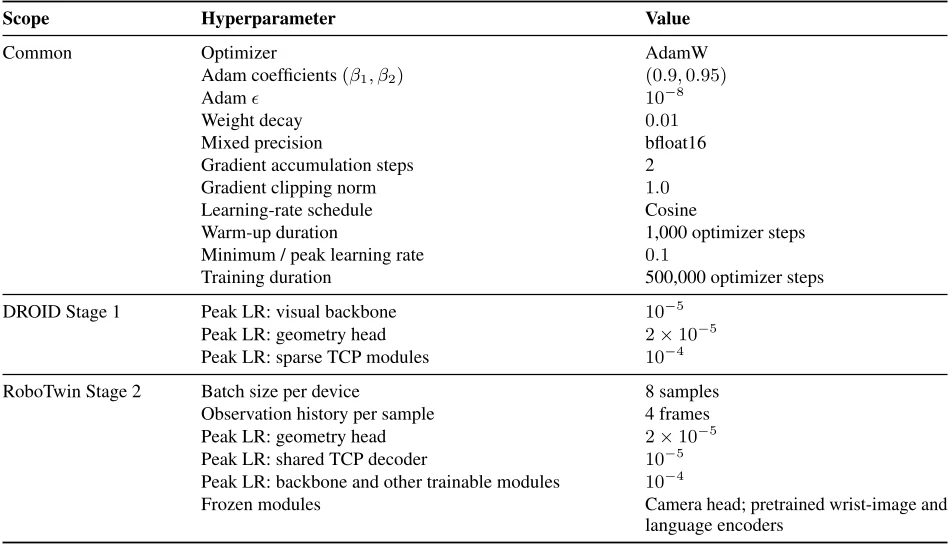 Scope Hyperparameter Value
Common Optimizer AdamW
Adam coefficients (β₁, β₂) (0.9, 0.95)
Adam ϵ 10⁻⁸
Weight decay 0.01
Mixed precision bfloat16
Gradient accumulation steps 2
Gradient clipping norm 1.0
Learning-rate schedule Cosine
Warm-up duration 1,000 optimizer steps
Minimum / peak learning rate 0.1
Training duration 500,000 optimizer steps
DROID Stage 1 Peak LR: visual backbone 10⁻⁵
Peak LR: geometry head 2 × 10⁻⁵
Peak LR: sparse TCP modules 10⁻⁴
RoboTwin Stage 2 Batch size per device 8 samples
Observation history per sample 4 frames
Peak LR: geometry head 2 × 10⁻⁵
Peak LR: shared TCP decoder 10⁻⁵
Peak LR: backbone and other trainable modules 10⁻⁴
Frozen modules Camera head; pretrained wrist-image and
language encoders